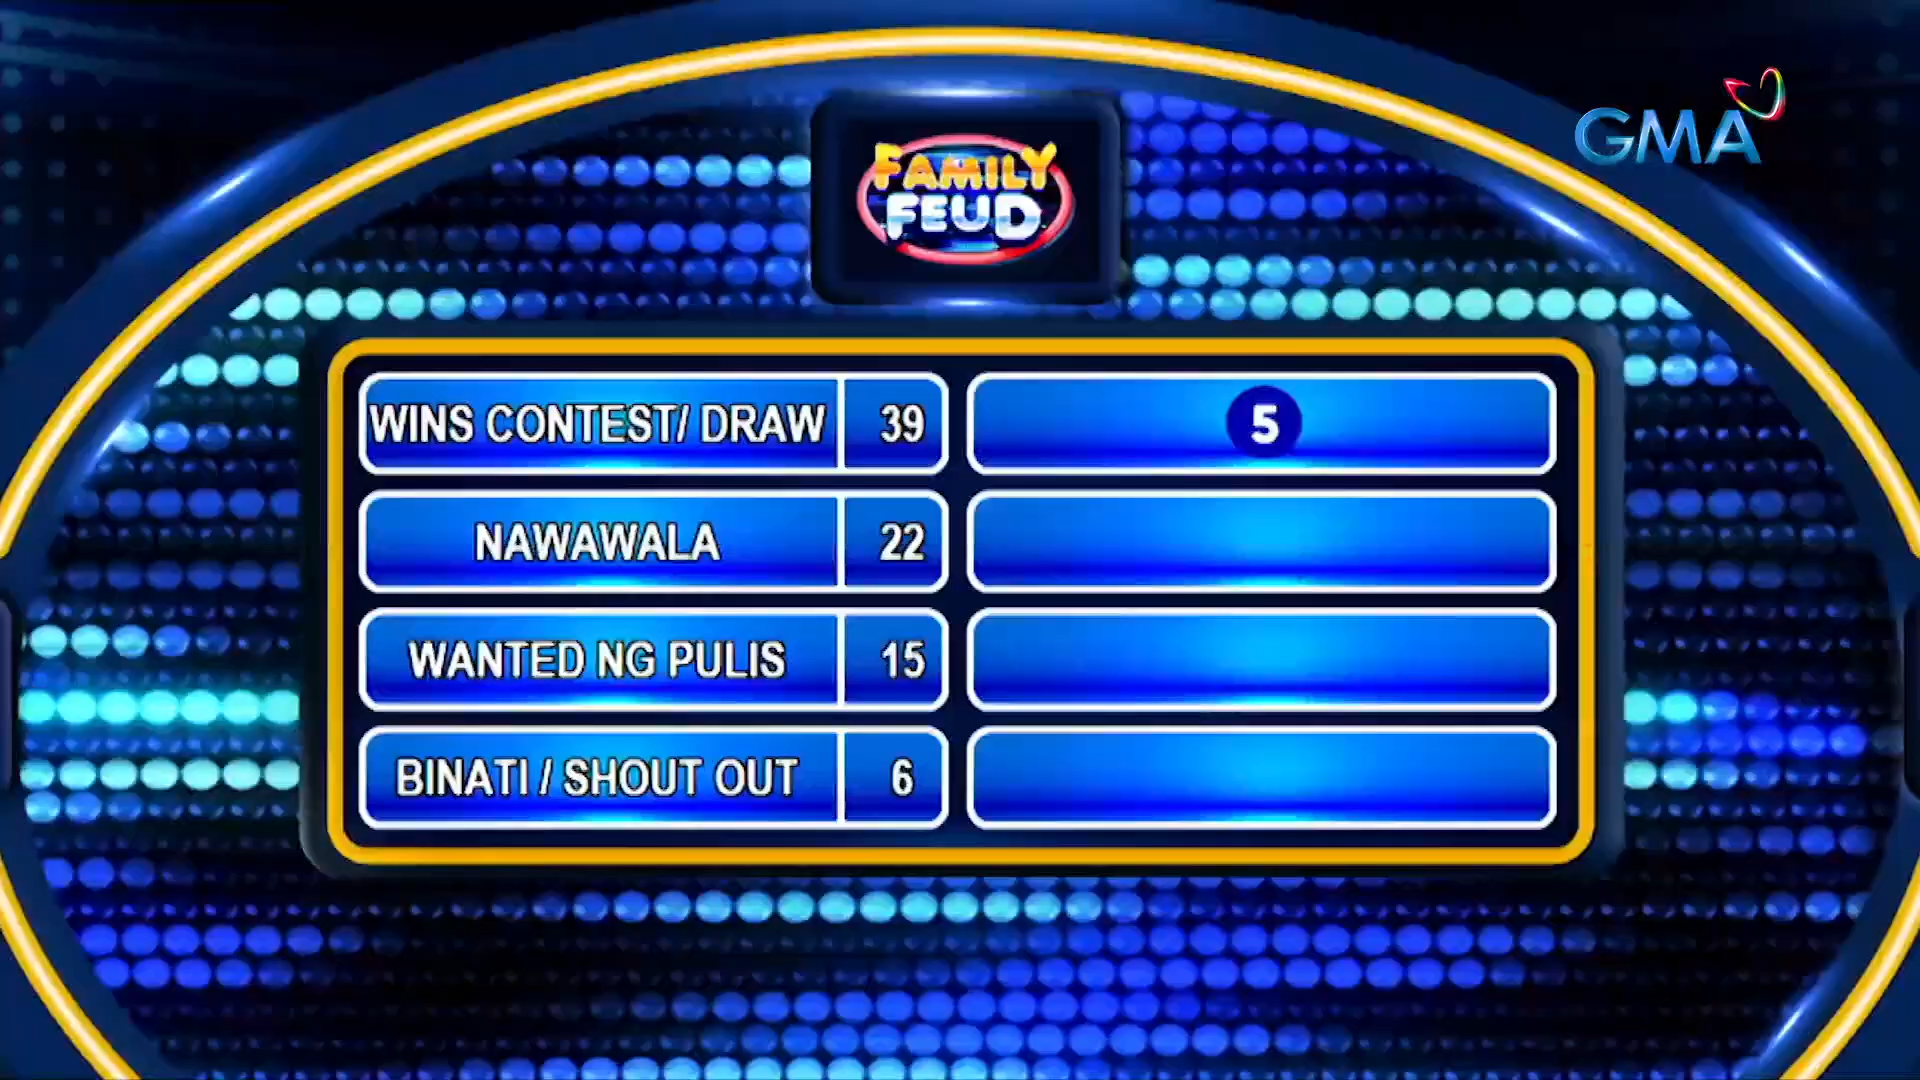 FAMILY
FEUD
GMA
WINS CONTEST/ DRAW 39
5
NAWAWALA 22
WANTED NG PULIS 15
BINATI / SHOUT OUT 6